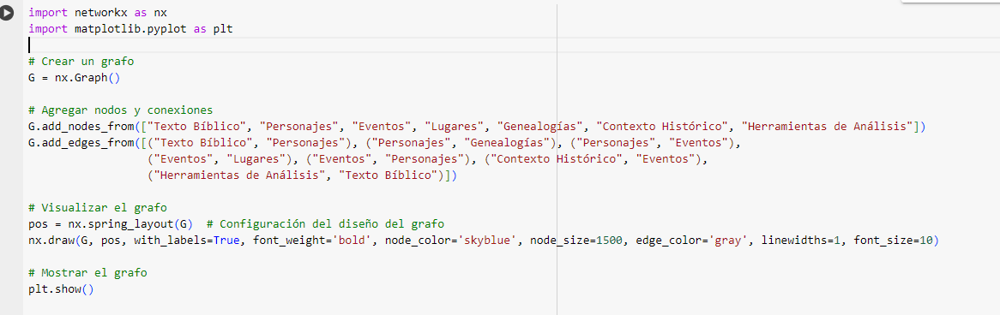 import networkx as nx
import matplotlib.pyplot as plt
# Crear un grafo
G = nx.Graph()
# Agregar nodos y conexiones
G.add_nodes_from(["Texto Bíblico", "Personajes", "Eventos", "Lugares", "Genealogías", "Contexto Histórico", "Herramientas de Análisis"])
G.add_edges_from([("Texto Bíblico", "Personajes"), ("Personajes", "Genealogías"), ("Personajes", "Eventos"),
("Eventos", "Lugares"), ("Eventos", "Personajes"), ("Contexto Histórico", "Eventos"),
("Herramientas de Análisis", "Texto Bíblico")])
# Visualizar el grafo
pos = nx.spring_layout(G)  # Configuración del diseño del grafo
nx.draw(G, pos, with_labels=True, font_weight='bold', node_color='skyblue', node_size=1500, edge_color='gray', linewidths=1, font_size=10)
# Mostrar el grafo
plt.show()